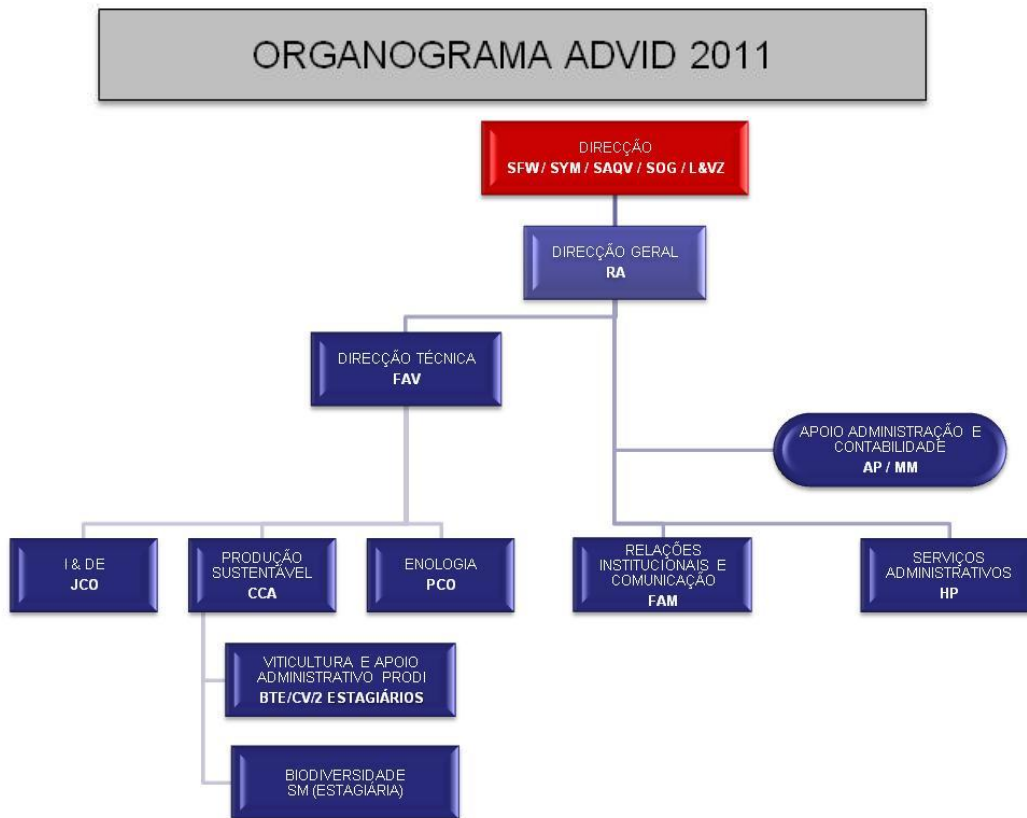 ORGANOGRAMA ADVID 2011
DIRECÇÃO
SFW / SYM / SAQV / SOG / L&VZ
DIRECÇÃO GERAL
RA
DIRECÇÃO TÉCNICA
FAV
APOIO ADMINISTRAÇÃO E
CONTABILIDADE
AP / MM
I & DE
JCO
PRODUÇÃO
SUSTENTÁVEL
CCA
ENOLOGIA
PCO
RELAÇÕES
INSTITUCIONAIS E
COMUNICAÇÃO
FAM
SERVIÇOS
ADMINISTRATIVOS
HP
VITICULTURA E APOIO
ADMINISTRATIVO PRODI
BTE/CV/2 ESTAGIÁRIOS
BIODIVERSIDADE
SM (ESTAGIÁRIA)